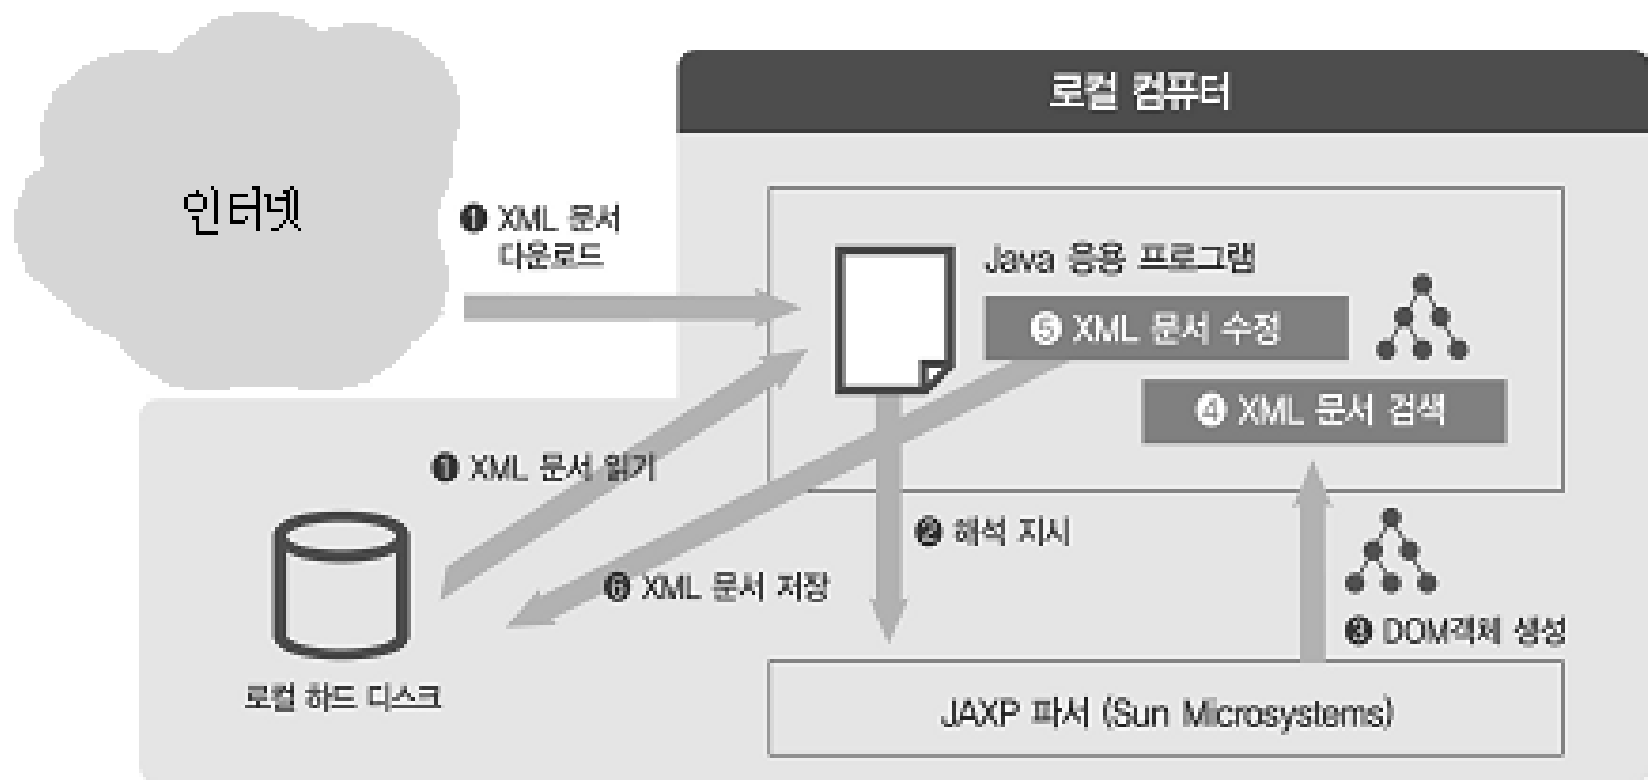 로컬 컴퓨터
인터넷
❶ XML 문서
다운로드
Java 응용 프로그램
❺ XML 문서 수정
❹ XML 문서 검색
❶ XML 문서 읽기
❷ 해석 지시
❻ XML 문서 저장
❸ DOM객체 생성
로컬 하드 디스크
JAXP 파서 (Sun Microsystems)